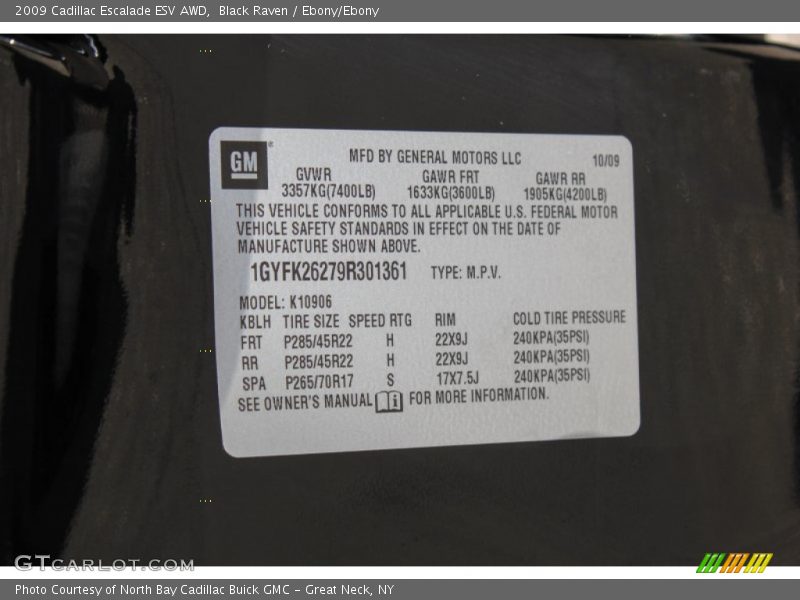 2009 Cadillac Escalade ESV AWD,  Black Raven / Ebony/Ebony
GM
MFD BY GENERAL MOTORS LLC 10/09
GVWR GAWR FRT GAWR RR
3357KG(7400LB) 1633KG(3600LB) 1905KG(4200LB)
THIS VEHICLE CONFORMS TO ALL APPLICABLE U.S. FEDERAL MOTOR
VEHICLE SAFETY STANDARDS IN EFFECT ON THE DATE OF
MANUFACTURE SHOWN ABOVE.
1GYFK26279R301361 TYPE: M.P.V.
MODEL: K10906
KBLH TIRE SIZE SPEED RTG RIM COLD TIRE PRESSURE
FRT P285/45R22 H 22X9J 240KPA(35PSI)
RR P285/45R22 H 22X9J 240KPA(35PSI)
SPA P265/70R17 S 17X7.5J 240KPA(35PSI)
SEE OWNER'S MANUAL i FOR MORE INFORMATION.
GTcarlot.com
Photo Courtesy of North Bay Cadillac Buick GMC - Great Neck, NY